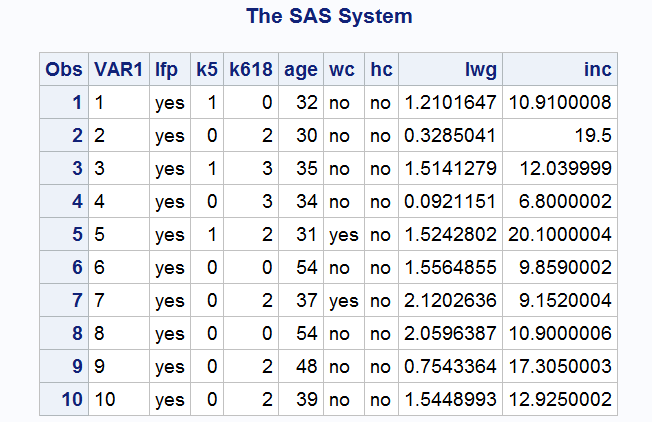 The SAS System
Obs VAR1 lfp k5 k618 age wc hc lwg inc
1 1 yes 1 0 32 no no 1.2101647 10.9100008
2 2 yes 0 2 30 no no 0.3285041 19.5
3 3 yes 1 3 35 no no 1.5141279 12.039999
4 4 yes 0 3 34 no no 0.0921151 6.8000002
5 5 yes 1 2 31 yes no 1.5242802 20.1000004
6 6 yes 0 0 54 no no 1.5564855 9.8590002
7 7 yes 0 2 37 yes no 2.1202636 9.1520004
8 8 yes 0 0 54 no no 2.0596387 10.9000006
9 9 yes 0 2 48 no no 0.7543364 17.3050003
10 10 yes 0 2 39 no no 1.5448993 12.9250002